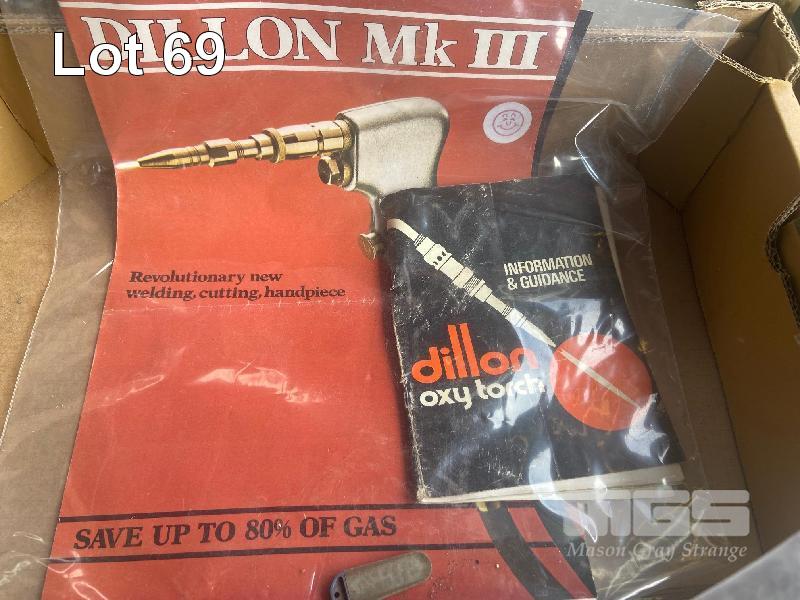 Lot 69
DILLON Mk III
Revolutionary new
welding, cutting, handpiece
INFORMATION
& GUIDANCE
dillon
oxy torch
SAVE UP TO 80% OF GAS
MGS
Mason Gray Strange